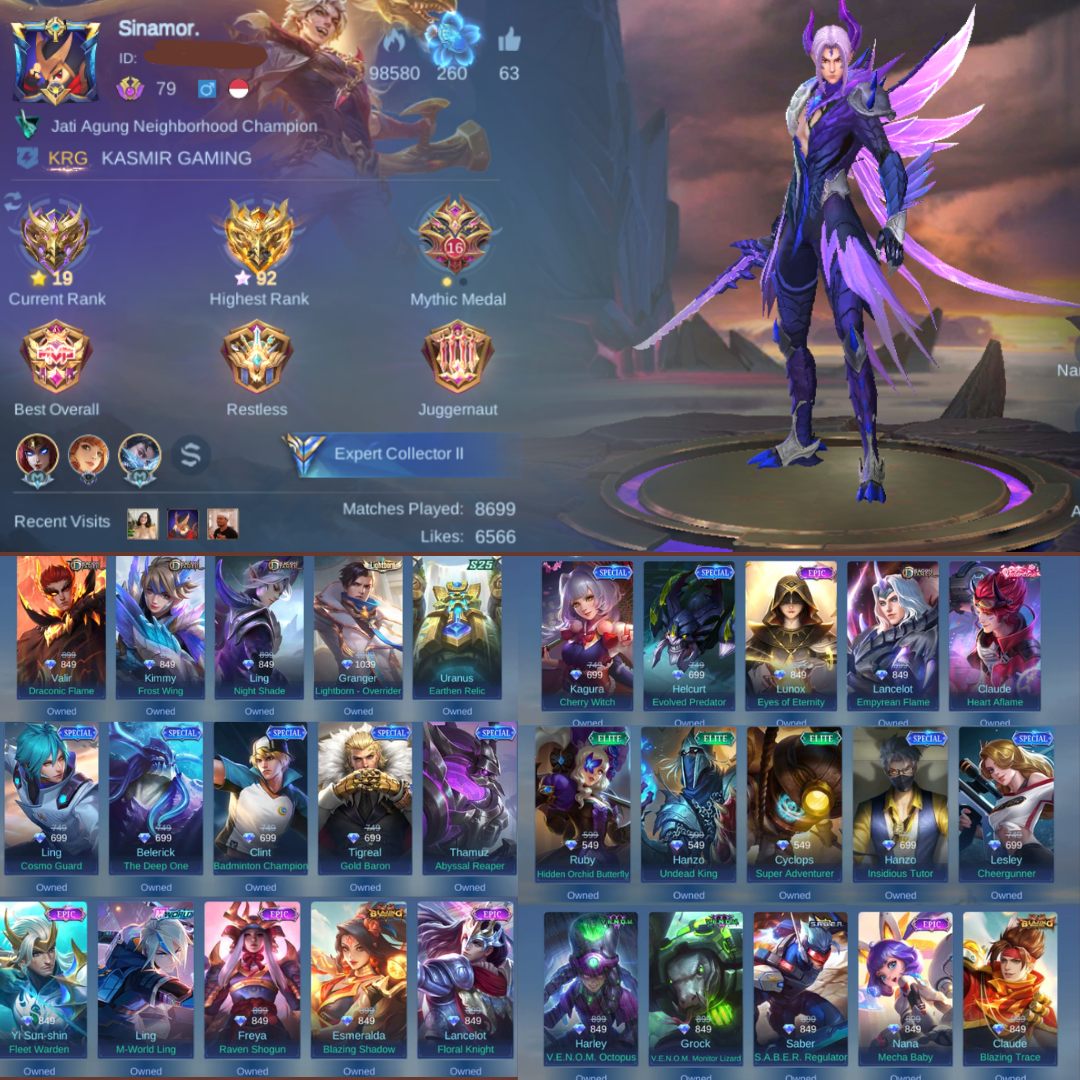 Sinamor.
ID:
98580 260 63
79
Jati Agung Neighborhood Champion
KRG KASMIR GAMING
19
92
16
Current Rank
Highest Rank
Mythic Medal
MVP
Best Overall
Restless
Juggernaut
Expert Collector II
Recent Visits
Matches Played: 8699
Likes: 6566
Na
A
899
849
Valir
Draconic Flame
Owned
849
Kimmy
Frost Wing
Owned
899
849
Ling
Night Shade
Owned
Lightborn
1039
Granger
Lightborn - Overrider
Owned
S25
Uranus
Earthen Relic
Owned
SPECIAL
749
699
Kagura
Cherry Witch
Owned
SPECIAL
749
699
Helcurt
Evolved Predator
Owned
EPIC
849
Lunox
Eyes of Eternity
Owned
849
Lancelot
Empyrean Flame
Owned
849
Claude
Heart Aflame
Owned
SPECIAL
749
699
Ling
Cosmo Guard
Owned
SPECIAL
749
699
Belerick
The Deep One
Owned
SPECIAL
749
699
Clint
Badminton Champion
Owned
SPECIAL
749
699
Tigreal
Gold Baron
Owned
SPECIAL
749
699
Thamuz
Abyssal Reaper
Owned
ELITE
599
549
Ruby
Hidden Orchid Butterfly
Owned
ELITE
599
549
Hanzo
Undead King
Owned
ELITE
549
Cyclops
Super Adventurer
Owned
SPECIAL
699
Hanzo
Insidious Tutor
Owned
SPECIAL
749
699
Lesley
Cheergunner
Owned
EPIC
849
Yi Sun-shin
Fleet Warden
Owned
M-WORLD
Ling
M-World Ling
Owned
EPIC
899
849
Freya
Raven Shogun
Owned
BLAZING
899
849
Esmeralda
Blazing Shadow
Owned
EPIC
899
849
Lancelot
Floral Knight
Owned
V.E.N.O.M.
899
849
Harley
V.E.N.O.M. Octopus
Owned
V.E.N.O.M.
899
849
Grock
V.E.N.O.M. Monitor Lizard
Owned
S.A.B.E.R.
899
849
Saber
S.A.B.E.R. Regulator
Owned
EPIC
849
Nana
Mecha Baby
Owned
BLAZING
849
Claude
Blazing Trace
Owned